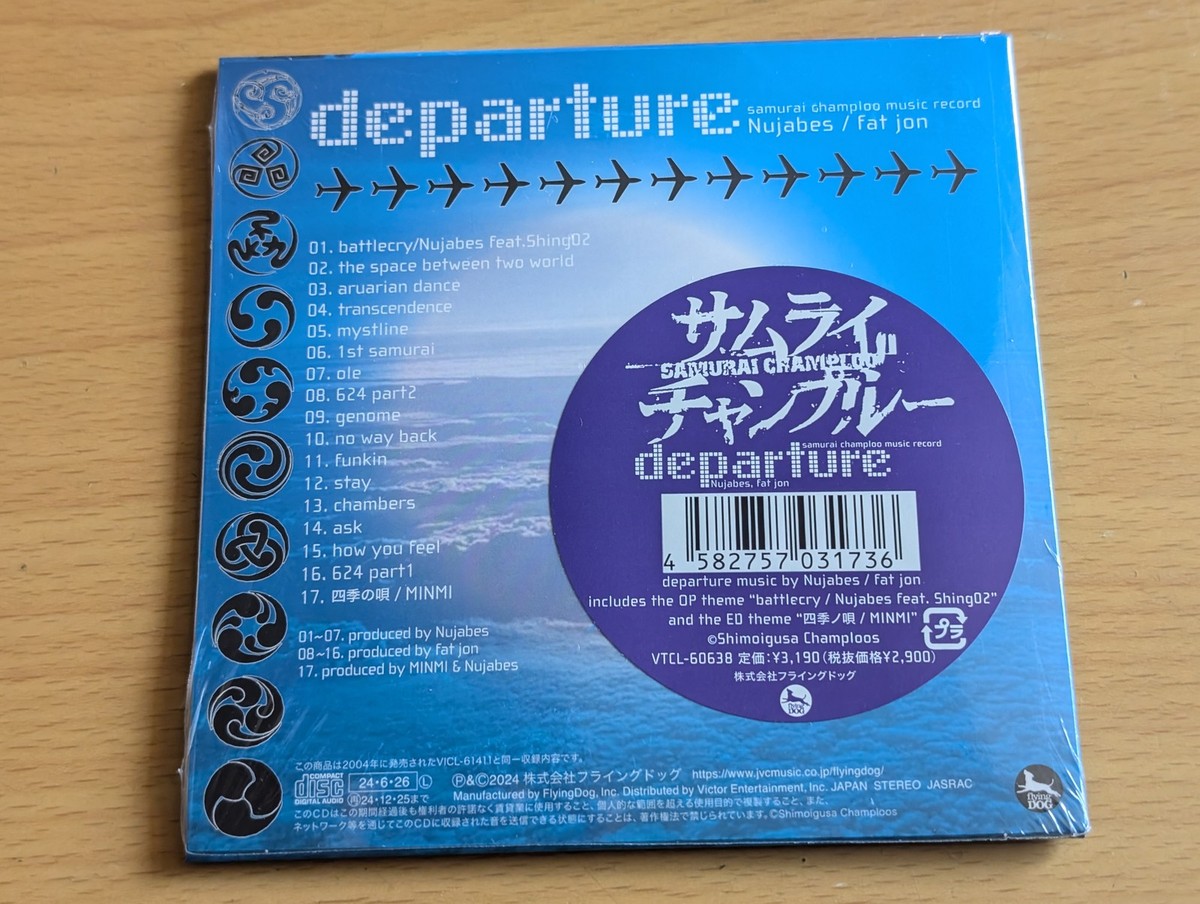 departure
samurai champloo music record
Nujabes / fat jon
01. battlecry/Nujabes feat.Shing02
02. the space between two world
03. aruarian dance
04. transcendence
05. mystline
06. 1st samurai
07. ole
08. 624 part2
09. genome
10. no way back
11. funkin
12. stay
13. chambers
14. ask
15. how you feel
16. 624 part1
17. 四季の唄 / MINMI
01~07. produced by Nujabes
08~16. produced by fat jon
17. produced by MINMI & Nujabes
サムライ
SAMURAI CHAMPLOO
チャンプルー
samurai champloo music record
departure
Nujabes, fat jon
4 582757 031736
departure music by Nujabes / fat jon
includes the OP theme "battlecry / Nujabes feat. Shing02"
and the ED theme "四季ノ唄 / MINMI"
プラ
©Shimoigusa Champloos
VTCL-60638 定価:¥3,190(税抜価格¥2,900)
株式会社フライングドッグ
flying DOG
この商品は2004年に発売されたVICL-61411と同一収録内容です。
COMPACT disc DIGITAL AUDIO
24・6・26 Ⓛ Ⓟ&©2024 株式会社フライングドッグ https://www.jvcmusic.co.jp/flyingdog/
再24・12・25まで Manufactured by FlyingDog, Inc. Distributed by Victor Entertainment, Inc. JAPAN STEREO JASRAC
このCDはこの期間経過後も権利者の許諾なく賃貸業に使用すること、個人的な範囲を超える使用目的で複製すること、また、
ネットワーク等を通じてこのCDに収録された音を送信できる状態にすることは、著作権法で禁じられています。©Shimoigusa Champloos
flying DOG